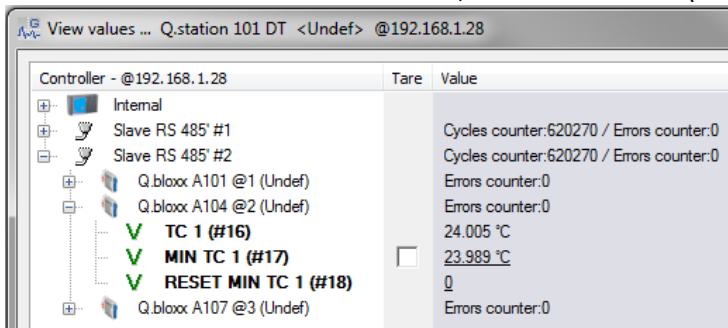 View values ... Q.station 101 DT <Undef> @192.168.1.28
Controller - @192.168.1.28 Tare Value
Internal
Slave RS 485' #1 Cycles counter:620270 / Errors counter:0
Slave RS 485' #2 Cycles counter:620270 / Errors counter:0
Q.bloxx A101 @1 (Undef) Errors counter:0
Q.bloxx A104 @2 (Undef) Errors counter:0
V TC 1 (#16) 24.005 °C
V MIN TC 1 (#17) 23.989 °C
V RESET MIN TC 1 (#18) 0
Q.bloxx A107 @3 (Undef) Errors counter:0